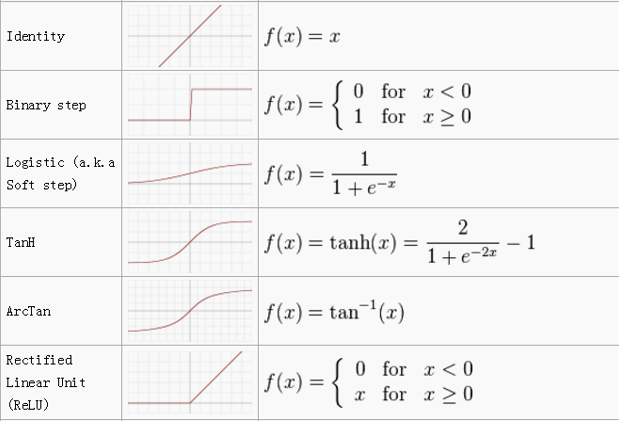 Identity
f(x) = x
Binary step
f(x) = { 0 for x < 0
1 for x ≥ 0
Logistic (a.k.a
Soft step)
f(x) = 1 / (1 + e^{-x})
TanH
f(x) = tanh(x) = 2 / (1 + e^{-2x}) − 1
ArcTan
f(x) = tan^{-1}(x)
Rectified
Linear Unit
(ReLU)
f(x) = { 0 for x < 0
x for x ≥ 0